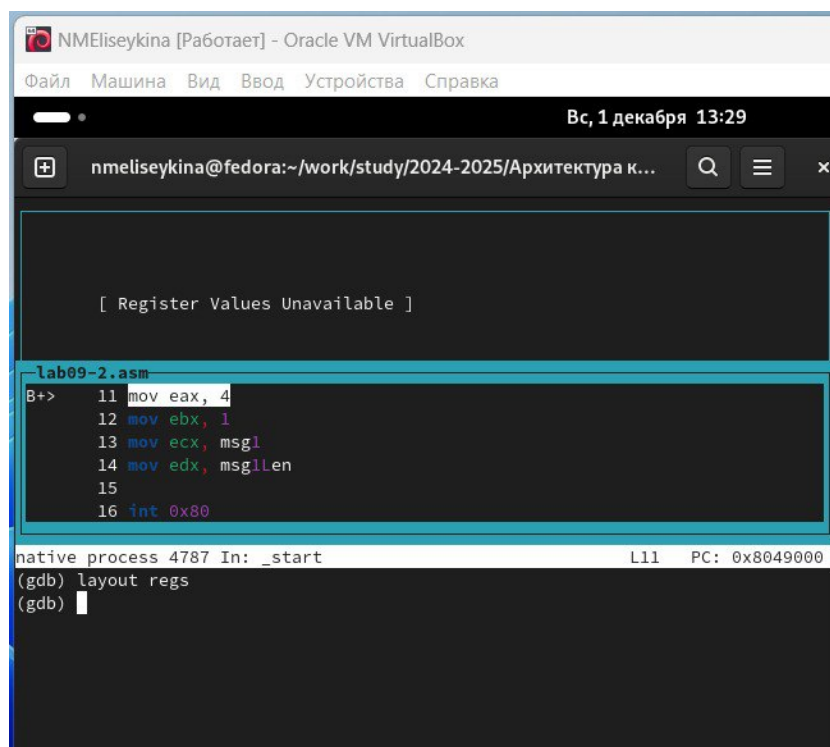 NMEliseykina [Работает] - Oracle VM VirtualBox
Файл Машина Вид Ввод Устройства Справка
Вс, 1 декабря 13:29
nmeliseykina@fedora:~/work/study/2024-2025/Архитектура к...
[ Register Values Unavailable ]
lab09-2.asm
B+> 11 mov eax, 4
12 mov ebx, 1
13 mov ecx, msg1
14 mov edx, msg1Len
15
16 int 0x80
native process 4787 In: _start L11 PC: 0x8049000
(gdb) layout regs
(gdb)